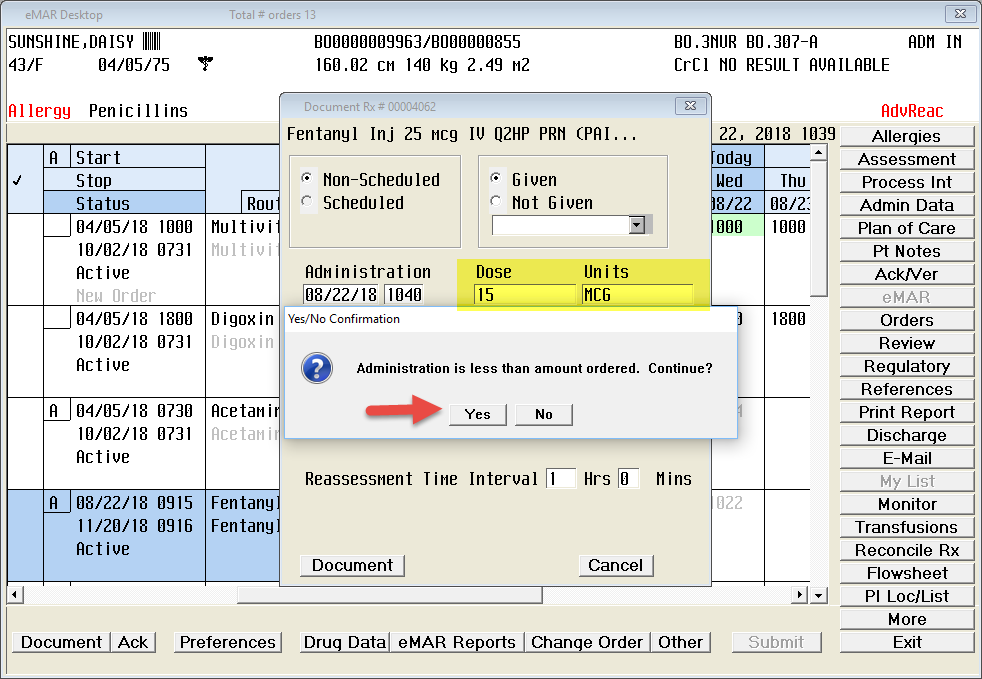 eMAR Desktop Total # orders 13
SUNSHINE,DAISY BO0000009963/BO000000855 BO.3NUR BO.307-A ADM IN
43/F 04/05/75 160.02 cm 140 kg 2.49 m2 CrCl NO RESULT AVAILABLE
Allergy Penicillins AdvReac
22, 2018 1039
A Start
Stop
Status Rout
Today
Wed Thu
08/22 08/23
04/05/18 1000 Multivit 1000 1000
10/02/18 0731 Multivit
Active
New Order
04/05/18 1800 Digoxin 1800
10/02/18 0731 Digoxin
Active
A 04/05/18 0730 Acetamin
10/02/18 0731 Acetamin
Active
A 08/22/18 0915 Fentanyl 1022
11/20/18 0916 Fentanyl
Active
Document Rx # 00004062
Fentanyl Inj 25 mcg IV Q2HP PRN (PAI...
Non-Scheduled Given
Scheduled Not Given
Administration Dose Units
08/22/18 1040 15 MCG
Yes/No Confirmation
Administration is less than amount ordered. Continue?
Yes No
Reassessment Time Interval 1 Hrs 0 Mins
Document Cancel
Allergies
Assessment
Process Int
Admin Data
Plan of Care
Pt Notes
Ack/Ver
eMAR
Orders
Review
Regulatory
References
Print Report
Discharge
E-Mail
My List
Monitor
Transfusions
Reconcile Rx
Flowsheet
PI Loc/List
More
Exit
Document Ack Preferences Drug Data eMAR Reports Change Order Other Submit